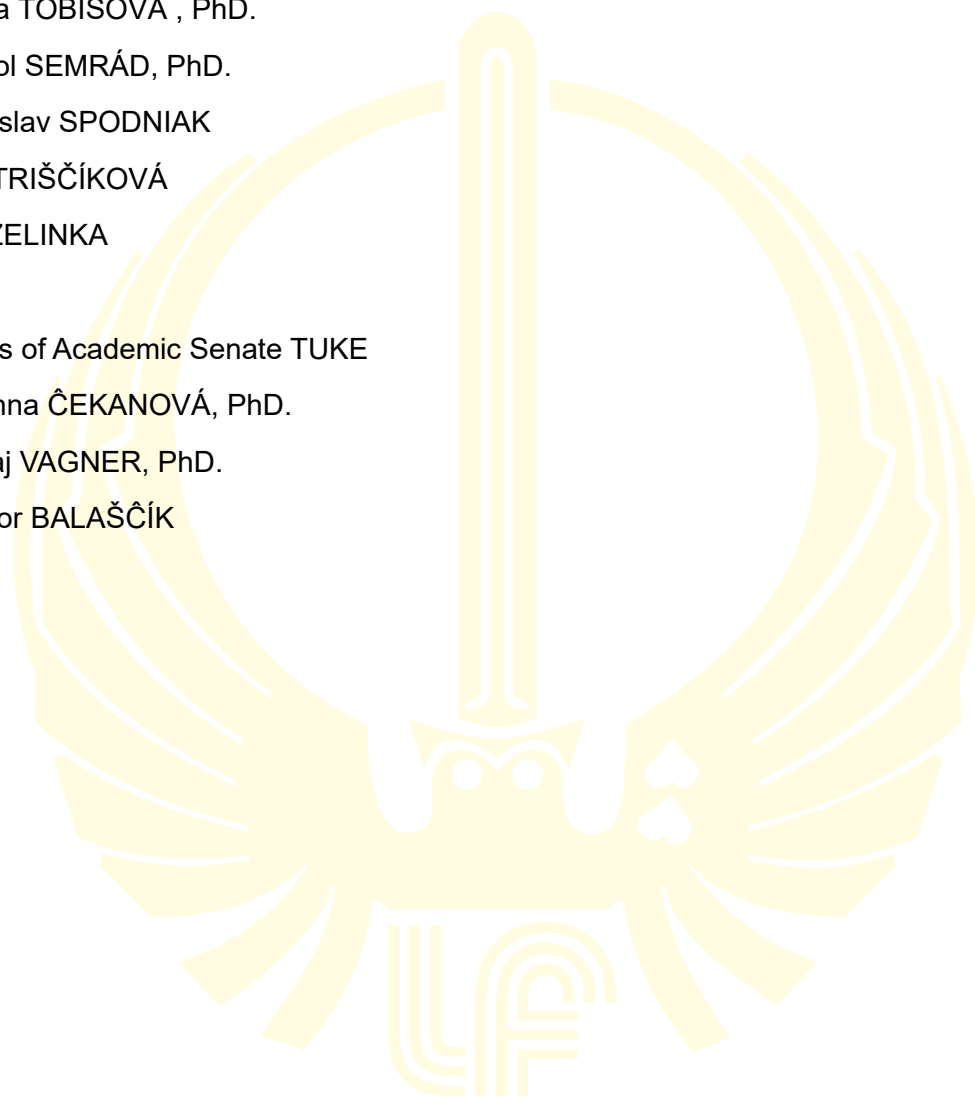 a TOBISOVÁ , PhD.
ol SEMRÁD, PhD.
slav SPODNIAK
TRIŠČÍKOVÁ
ZELINKA
s of Academic Senate TUKE
nna ĈEKANOVÁ, PhD.
aj VAGNER, PhD.
or BALAŠĈÍK
LF